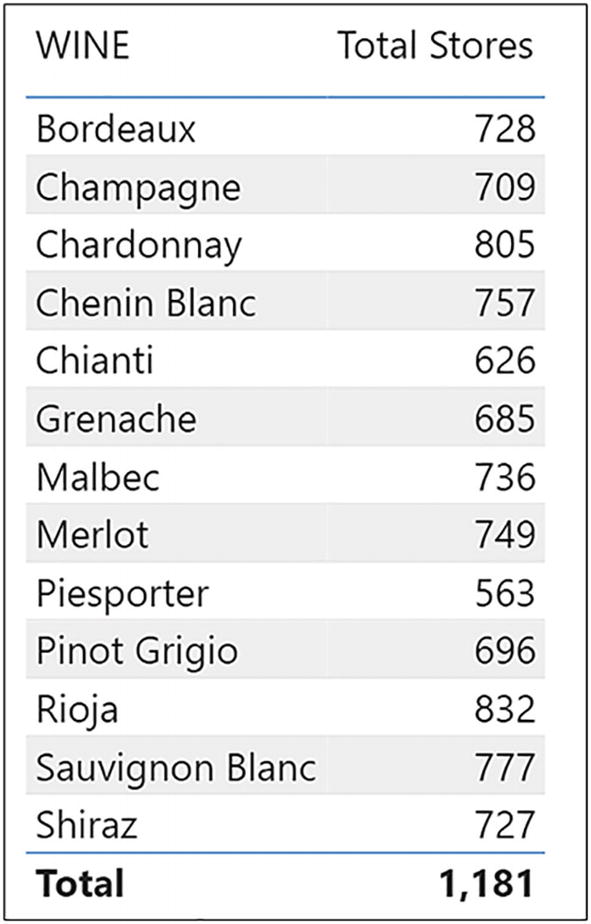 WINE Total Stores
Bordeaux 728
Champagne 709
Chardonnay 805
Chenin Blanc 757
Chianti 626
Grenache 685
Malbec 736
Merlot 749
Piesporter 563
Pinot Grigio 696
Rioja 832
Sauvignon Blanc 777
Shiraz 727
Total 1,181